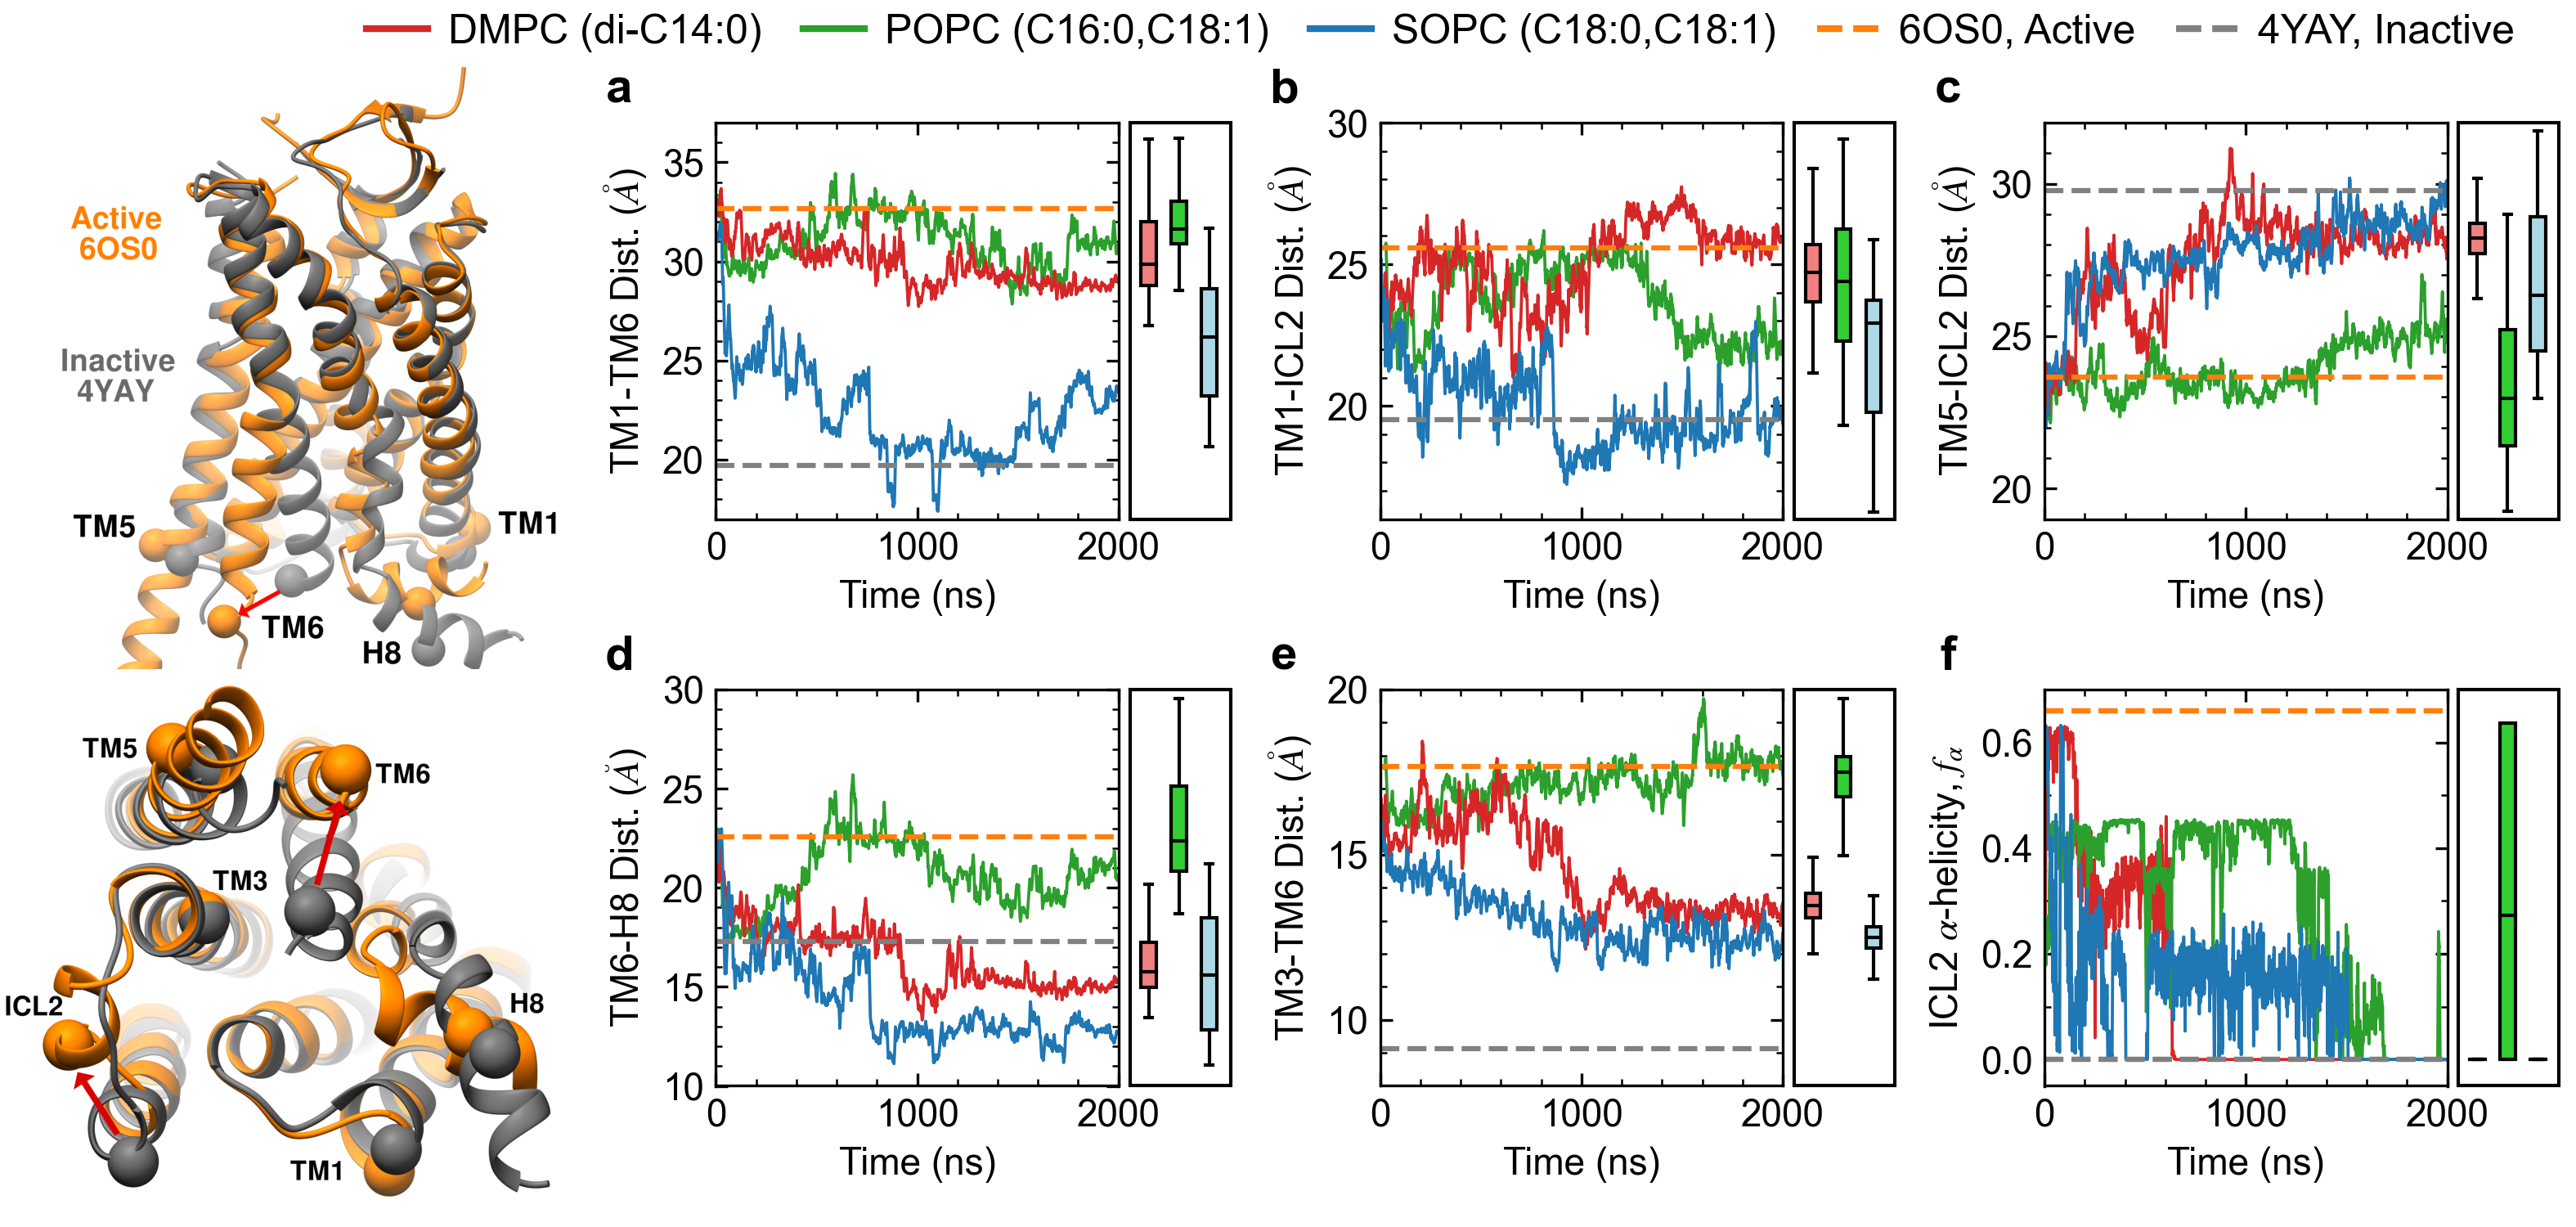 DMPC (di-C14:0) POPC (C16:0,C18:1) SOPC (C18:0,C18:1) 6OS0, Active 4YAY, Inactive
Active
6OS0
Inactive
4YAY
TM5
TM1
TM6
H8
TM5
TM6
TM3
ICL2
H8
TM1
a
TM1-TM6 Dist. (Å)
35
30
25
20
0 1000 2000
Time (ns)
b
TM1-ICL2 Dist. (Å)
30
25
20
0 1000 2000
Time (ns)
c
TM5-ICL2 Dist. (Å)
30
25
20
0 1000 2000
Time (ns)
d
TM6-H8 Dist. (Å)
30
25
20
15
10
0 1000 2000
Time (ns)
e
TM3-TM6 Dist. (Å)
20
15
10
0 1000 2000
Time (ns)
f
ICL2 α-helicity, fα
0.6
0.4
0.2
0.0
0 1000 2000
Time (ns)